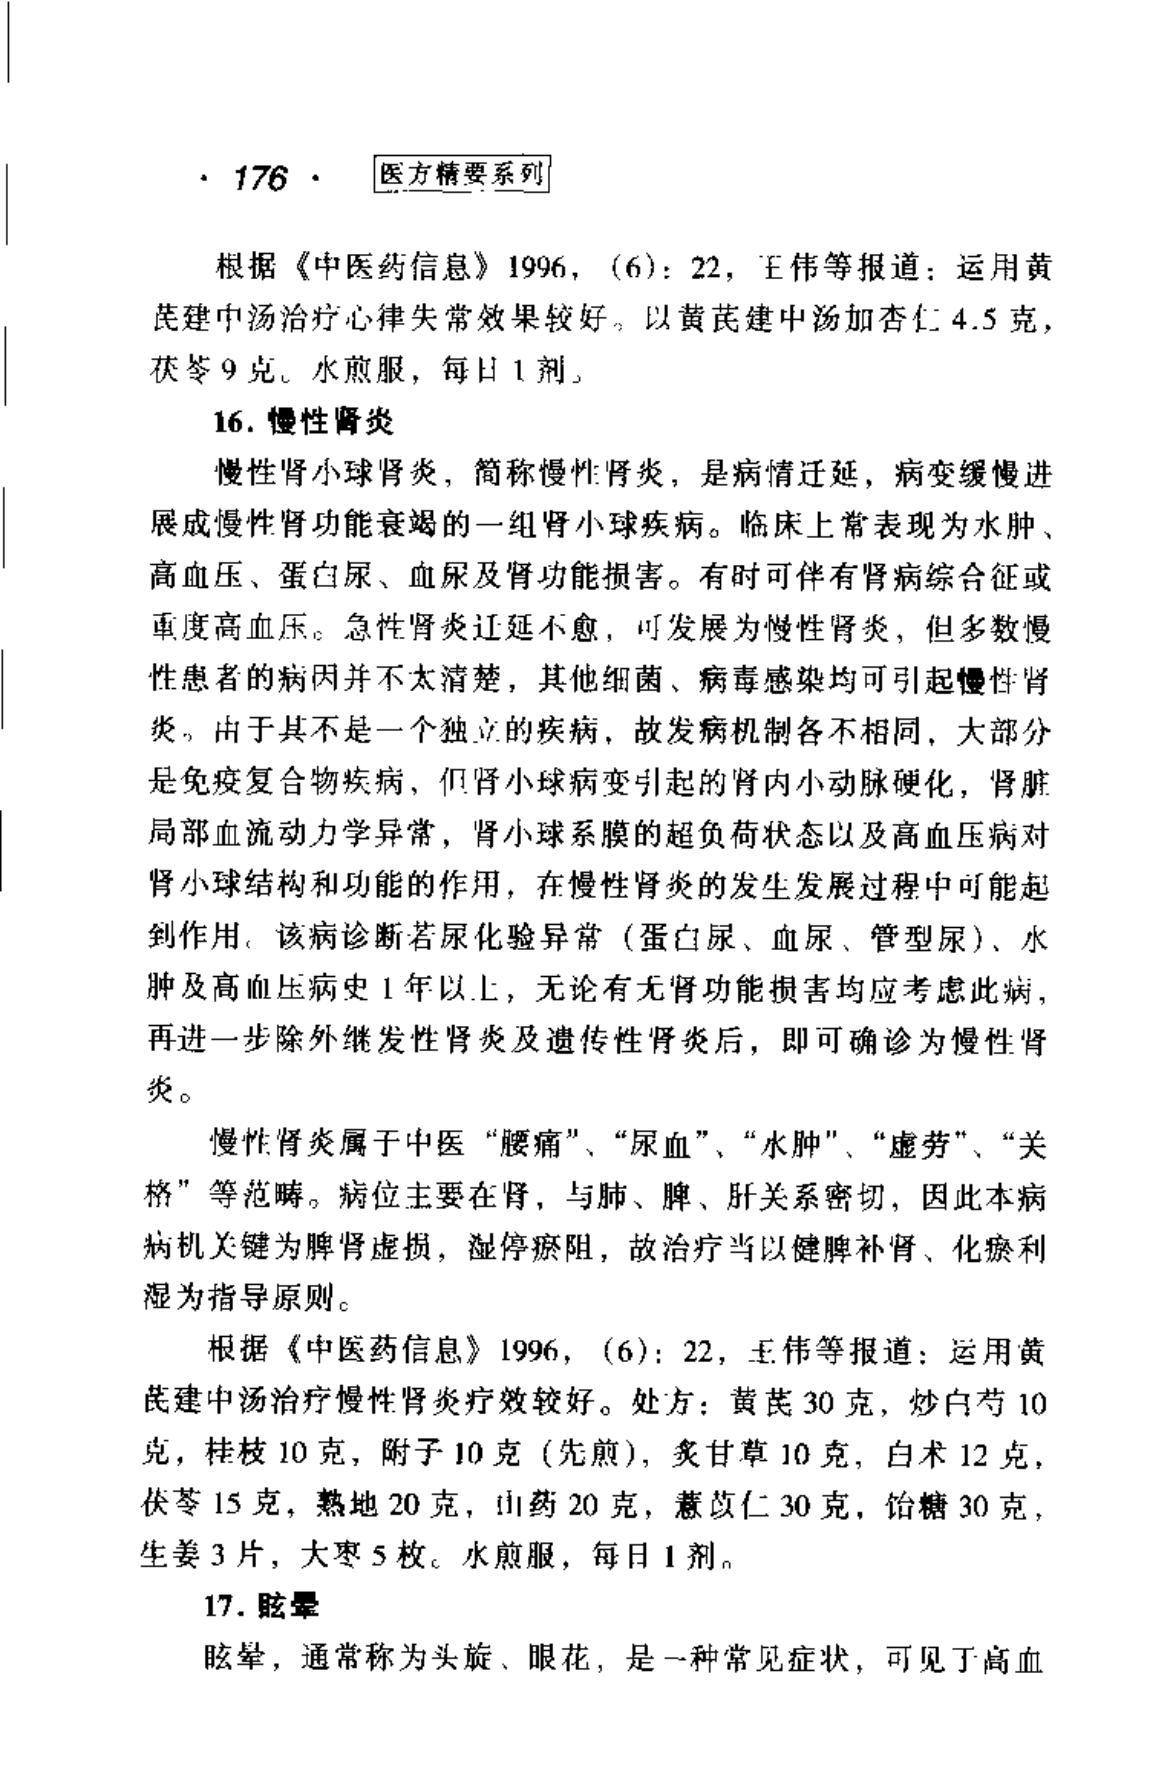 · 176 · 医方精要系列
根据《中医药信息》1996，（6）：22，王伟等报道：运用黄
芪建中汤治疗心律失常效果较好。以黄芪建中汤加杏仁 4.5 克，
茯苓 9 克。水煎服，每日 1 剂。
16. 慢性肾炎
慢性肾小球肾炎，简称慢性肾炎，是病情迁延，病变缓慢进
展成慢性肾功能衰竭的一组肾小球疾病。临床上常表现为水肿、
高血压、蛋白尿、血尿及肾功能损害。有时可伴有肾病综合征或
重度高血压。急性肾炎迁延不愈，可发展为慢性肾炎，但多数慢
性患者的病因并不太清楚，其他细菌、病毒感染均可引起慢性肾
炎。由于其不是一个独立的疾病，故发病机制各不相同，大部分
是免疫复合物疾病，但肾小球病变引起的肾内小动脉硬化，肾脏
局部血流动力学异常，肾小球系膜的超负荷状态以及高血压病对
肾小球结构和功能的作用，在慢性肾炎的发生发展过程中可能起
到作用。该病诊断若尿化验异常（蛋白尿、血尿、管型尿）、水
肿及高血压病史 1 年以上，无论有无肾功能损害均应考虑此病，
再进一步除外继发性肾炎及遗传性肾炎后，即可确诊为慢性肾
炎。
慢性肾炎属于中医“腰痛”、“尿血”、“水肿”、“虚劳”、“关
格”等范畴。病位主要在肾，与肺、脾、肝关系密切，因此本病
病机关键为脾肾虚损，湿停瘀阻，故治疗当以健脾补肾、化瘀利
湿为指导原则。
根据《中医药信息》1996，（6）：22，王伟等报道：运用黄
芪建中汤治疗慢性肾炎疗效较好。处方：黄芪 30 克，炒白芍 10
克，桂枝 10 克，附子 10 克（先煎），炙甘草 10 克，白术 12 克，
茯苓 15 克，熟地 20 克，山药 20 克，薏苡仁 30 克，饴糖 30 克，
生姜 3 片，大枣 5 枚。水煎服，每日 1 剂。
17. 眩晕
眩晕，通常称为头旋、眼花，是一种常见症状，可见于高血